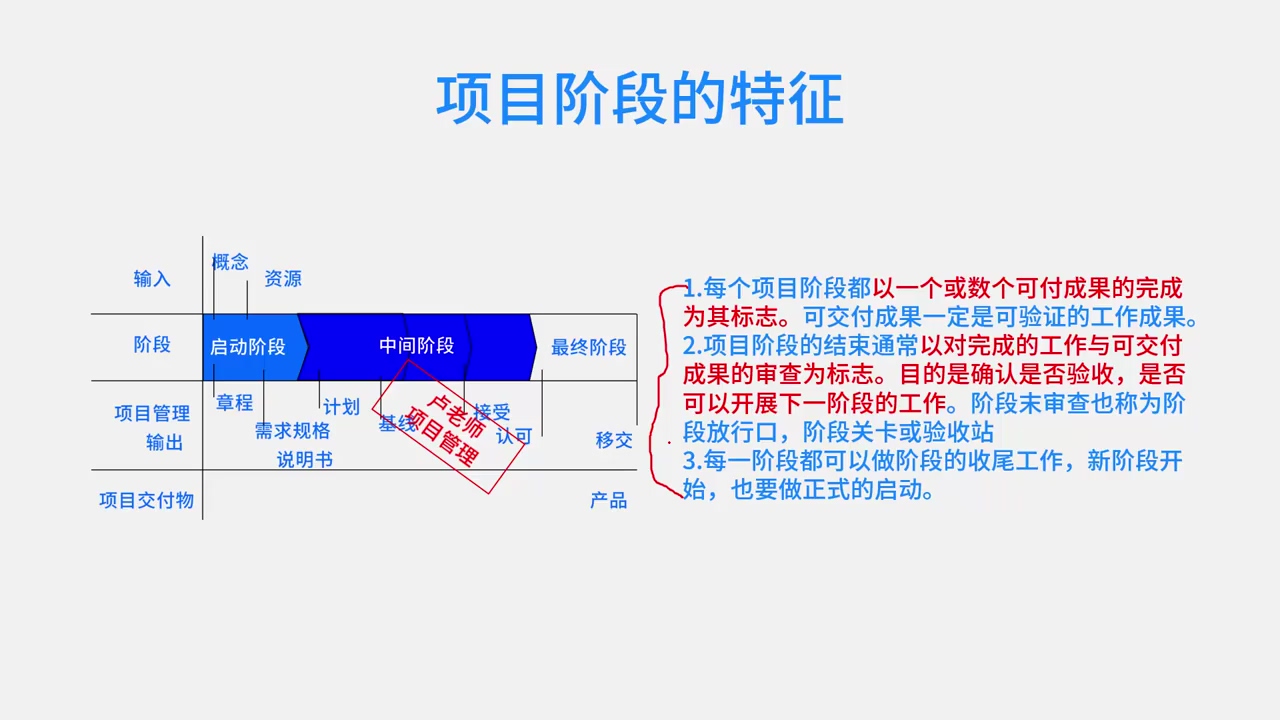 项目阶段的特征
输入
概念
资源
阶段
启动阶段
中间阶段
最终阶段
项目管理
输出
章程
需求规格
说明书
计划
基线
接受
认可
移交
卢老师
项目管理
项目交付物
产品
1.每个项目阶段都以一个或数个可付成果的完成
为其标志。可交付成果一定是可验证的工作成果。
2.项目阶段的结束通常以对完成的工作与可交付
成果的审查为标志。目的是确认是否验收，是否
可以开展下一阶段的工作。阶段末审查也称为阶
段放行口，阶段关卡或验收站
3.每一阶段都可以做阶段的收尾工作，新阶段开
始，也要做正式的启动。